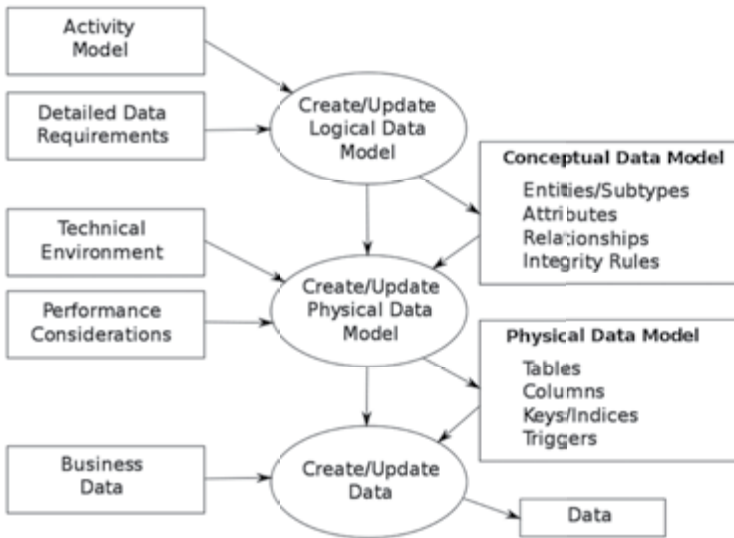 Activity
Model
Detailed Data
Requirements
Create/Update
Logical Data
Model
Conceptual Data Model
Entities/Subtypes
Attributes
Relationships
Integrity Rules
Technical
Environment
Performance
Considerations
Create/Update
Physical Data
Model
Physical Data Model
Tables
Columns
Keys/Indices
Triggers
Business
Data
Create/Update
Data
Data